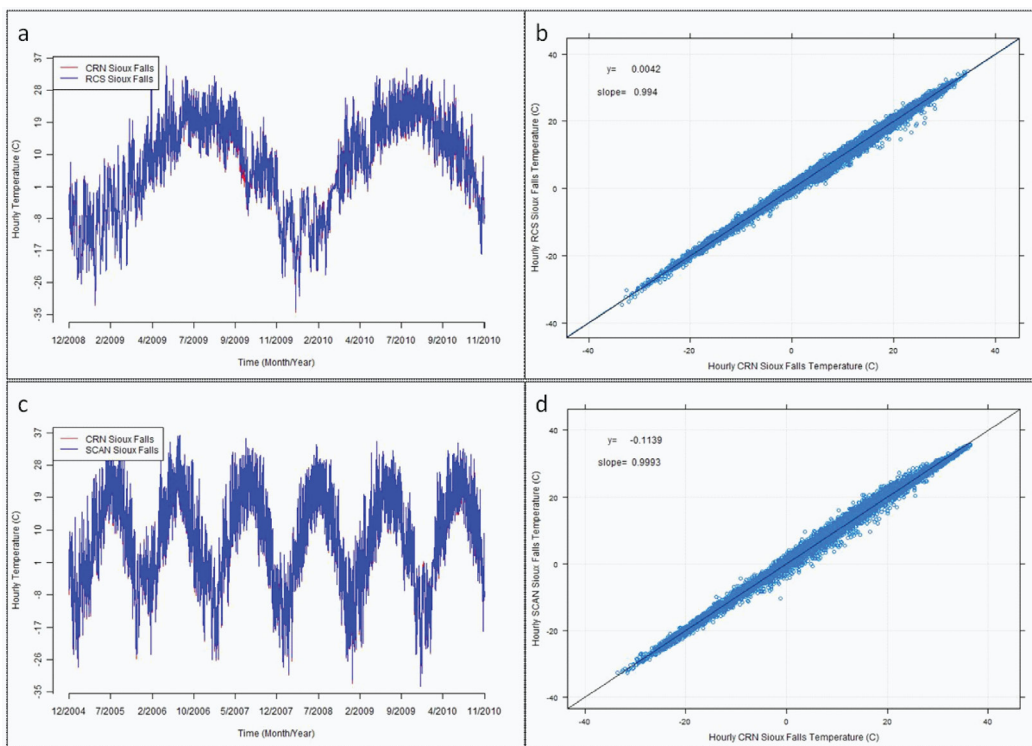 a
CRN Sioux Falls
RCS Sioux Falls
Hourly Temperature (C)
37
28
19
10
1
-8
-17
-26
-35
12/2008 2/2009 4/2009 7/2009 9/2009 11/2009 2/2010 4/2010 7/2010 9/2010 11/2010
Time (Month/Year)
b
y= 0.0042
slope= 0.994
Hourly RCS Sioux Falls Temperature (C)
40
20
0
-20
-40
-40 -20 0 20 40
Hourly CRN Sioux Falls Temperature (C)
c
CRN Sioux Falls
SCAN Sioux Falls
Hourly Temperature (C)
37
28
19
10
1
-8
-17
-26
-35
12/2004 7/2005 2/2006 10/2006 5/2007 12/2007 7/2008 2/2009 9/2009 4/2010 11/2010
Time (Month/Year)
d
y= -0.1139
slope= 0.9993
Hourly SCAN Sioux Falls Temperature (C)
40
20
0
-20
-40
-40 -20 0 20 40
Hourly CRN Sioux Falls Temperature (C)